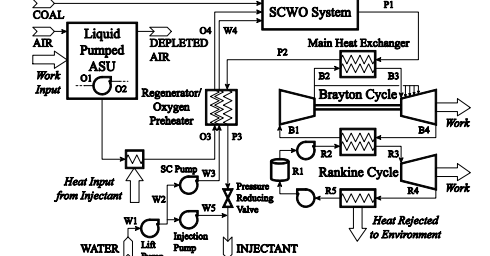 COAL
SCWO System
P1
O4
W4
AIR
Liquid
Pumped
ASU
O1
O2
DEPLETED
AIR
Work
Input
P2
Main Heat Exchanger
B2
B3
Brayton Cycle
Regenerator/
Oxygen
Preheater
B1
B4
Work
O3
P3
R2
R3
Rankine Cycle
R1
SC Pump
W3
Heat Input
from Injectant
Pressure
Reducing
Valve
R5
R4
Work
W2
W5
W1
Heat Rejected
to Environment
WATER
Lift
Injection
Pump
INJECTANT